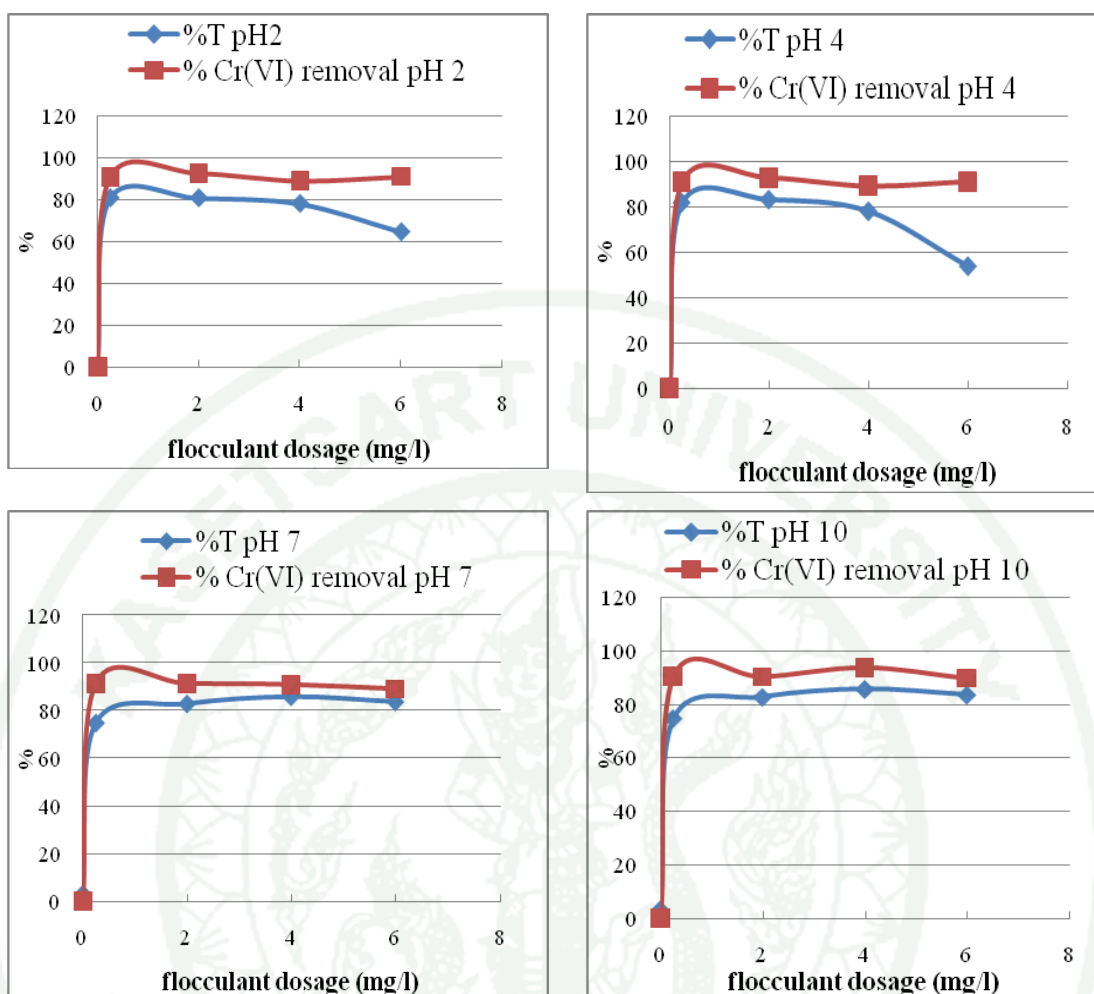 %T pH2
% Cr(VI) removal pH 2
120
100
80
60
40
20
0
%
0 2 4 6 8
flocculant dosage (mg/l)
%T pH 4
% Cr(VI) removal pH 4
120
100
80
60
40
20
0
%
0 2 4 6 8
flocculant dosage (mg/l)
%T pH 7
% Cr(VI) removal pH 7
120
100
80
60
40
20
0
%
0 2 4 6 8
flocculant dosage (mg/l)
%T pH 10
% Cr(VI) removal pH 10
120
100
80
60
40
20
0
%
0 2 4 6 8
flocculant dosage (mg/l)
KASETSART UNIVERSITY